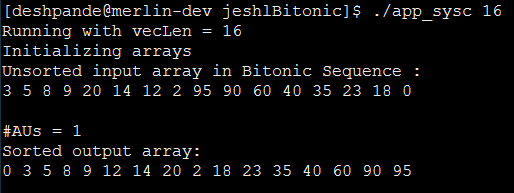 [deshpande@merlin-dev jeshlBitonic]$ ./app_sysc 16
Running with vecLen = 16
Initializing arrays
Unsorted input array in Bitonic Sequence :
3 5 8 9 20 14 12 2 95 90 60 40 35 23 18 0
#AUs = 1
Sorted output array:
0 3 5 8 9 12 14 20 2 18 23 35 40 60 90 95